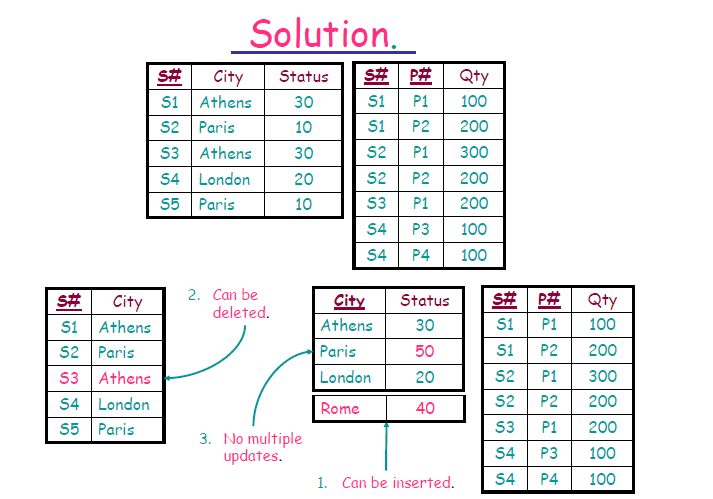 Solution.
S# City Status
S1 Athens 30
S2 Paris 10
S3 Athens 30
S4 London 20
S5 Paris 10
S# P# Qty
S1 P1 100
S1 P2 200
S2 P1 300
S2 P2 200
S3 P1 200
S4 P3 100
S4 P4 100
S# City
S1 Athens
S2 Paris
S3 Athens
S4 London
S5 Paris
2. Can be
deleted.
3. No multiple
updates.
City Status
Athens 30
Paris 50
London 20
Rome 40
1. Can be inserted.
S# P# Qty
S1 P1 100
S1 P2 200
S2 P1 300
S2 P2 200
S3 P1 200
S4 P3 100
S4 P4 100